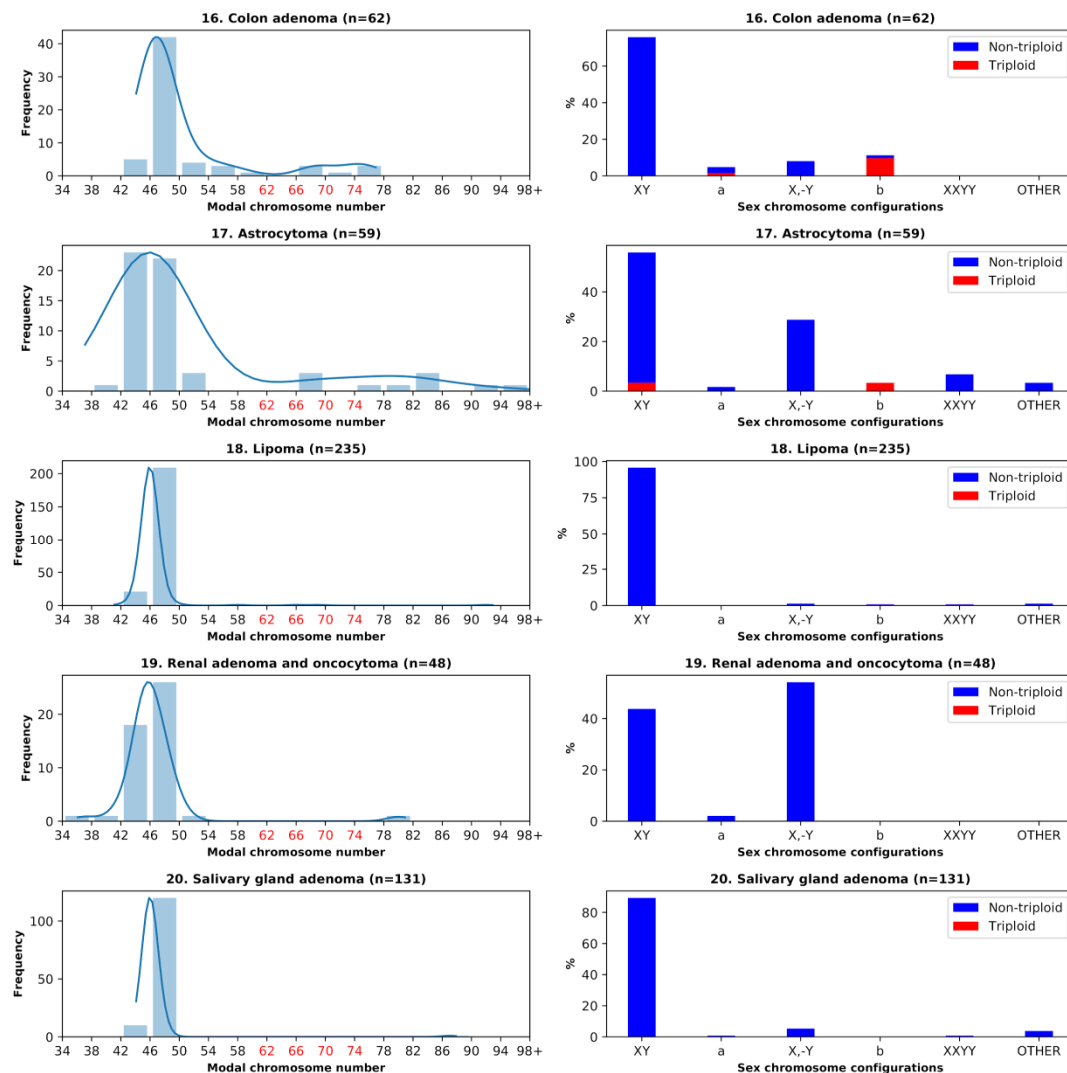 16. Colon adenoma (n=62)
Frequency
40
30
20
10
0
34 38 42 46 50 54 58 62 66 70 74 78 82 86 90 94 98+
Modal chromosome number
16. Colon adenoma (n=62)
%
60
40
20
0
Non-triploid
Triploid
XY a X,-Y b XXYY OTHER
Sex chromosome configurations
17. Astrocytoma (n=59)
Frequency
20
15
10
5
0
34 38 42 46 50 54 58 62 66 70 74 78 82 86 90 94 98+
Modal chromosome number
17. Astrocytoma (n=59)
%
40
20
0
Non-triploid
Triploid
XY a X,-Y b XXYY OTHER
Sex chromosome configurations
18. Lipoma (n=235)
Frequency
200
150
100
50
0
34 38 42 46 50 54 58 62 66 70 74 78 82 86 90 94 98+
Modal chromosome number
18. Lipoma (n=235)
%
100
75
50
25
0
Non-triploid
Triploid
XY a X,-Y b XXYY OTHER
Sex chromosome configurations
19. Renal adenoma and oncocytoma (n=48)
Frequency
20
10
0
34 38 42 46 50 54 58 62 66 70 74 78 82 86 90 94 98+
Modal chromosome number
19. Renal adenoma and oncocytoma (n=48)
%
40
20
0
Non-triploid
Triploid
XY a X,-Y b XXYY OTHER
Sex chromosome configurations
20. Salivary gland adenoma (n=131)
Frequency
100
50
0
34 38 42 46 50 54 58 62 66 70 74 78 82 86 90 94 98+
Modal chromosome number
20. Salivary gland adenoma (n=131)
%
80
60
40
20
0
Non-triploid
Triploid
XY a X,-Y b XXYY OTHER
Sex chromosome configurations